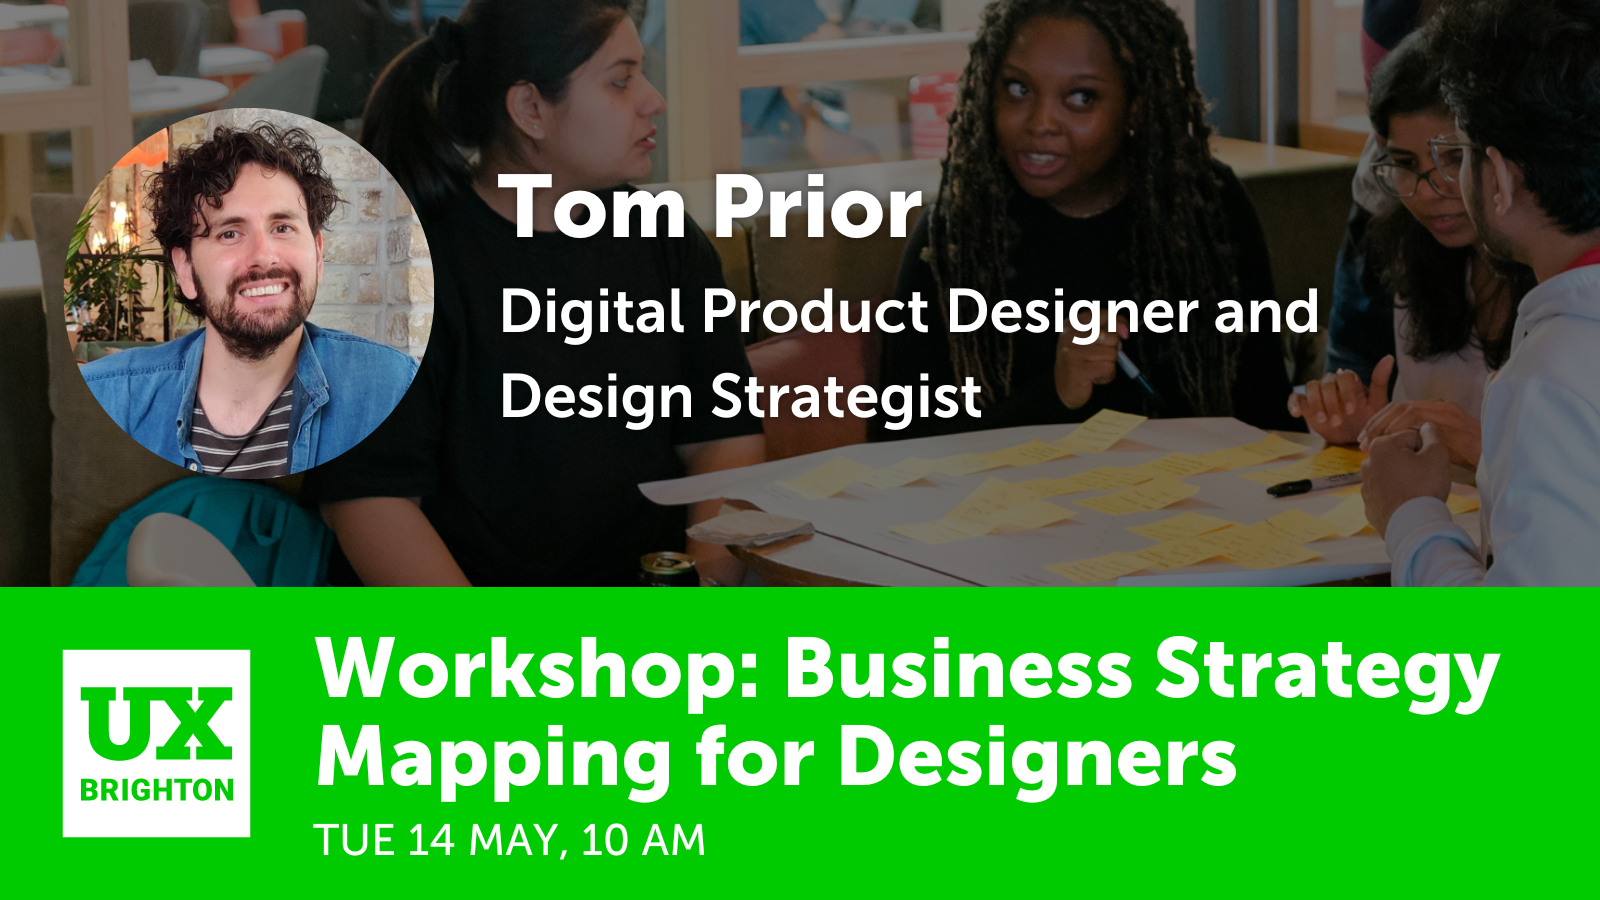 Tom Prior
Digital Product Designer and
Design Strategist
UX
BRIGHTON
Workshop: Business Strategy
Mapping for Designers
TUE 14 MAY, 10 AM